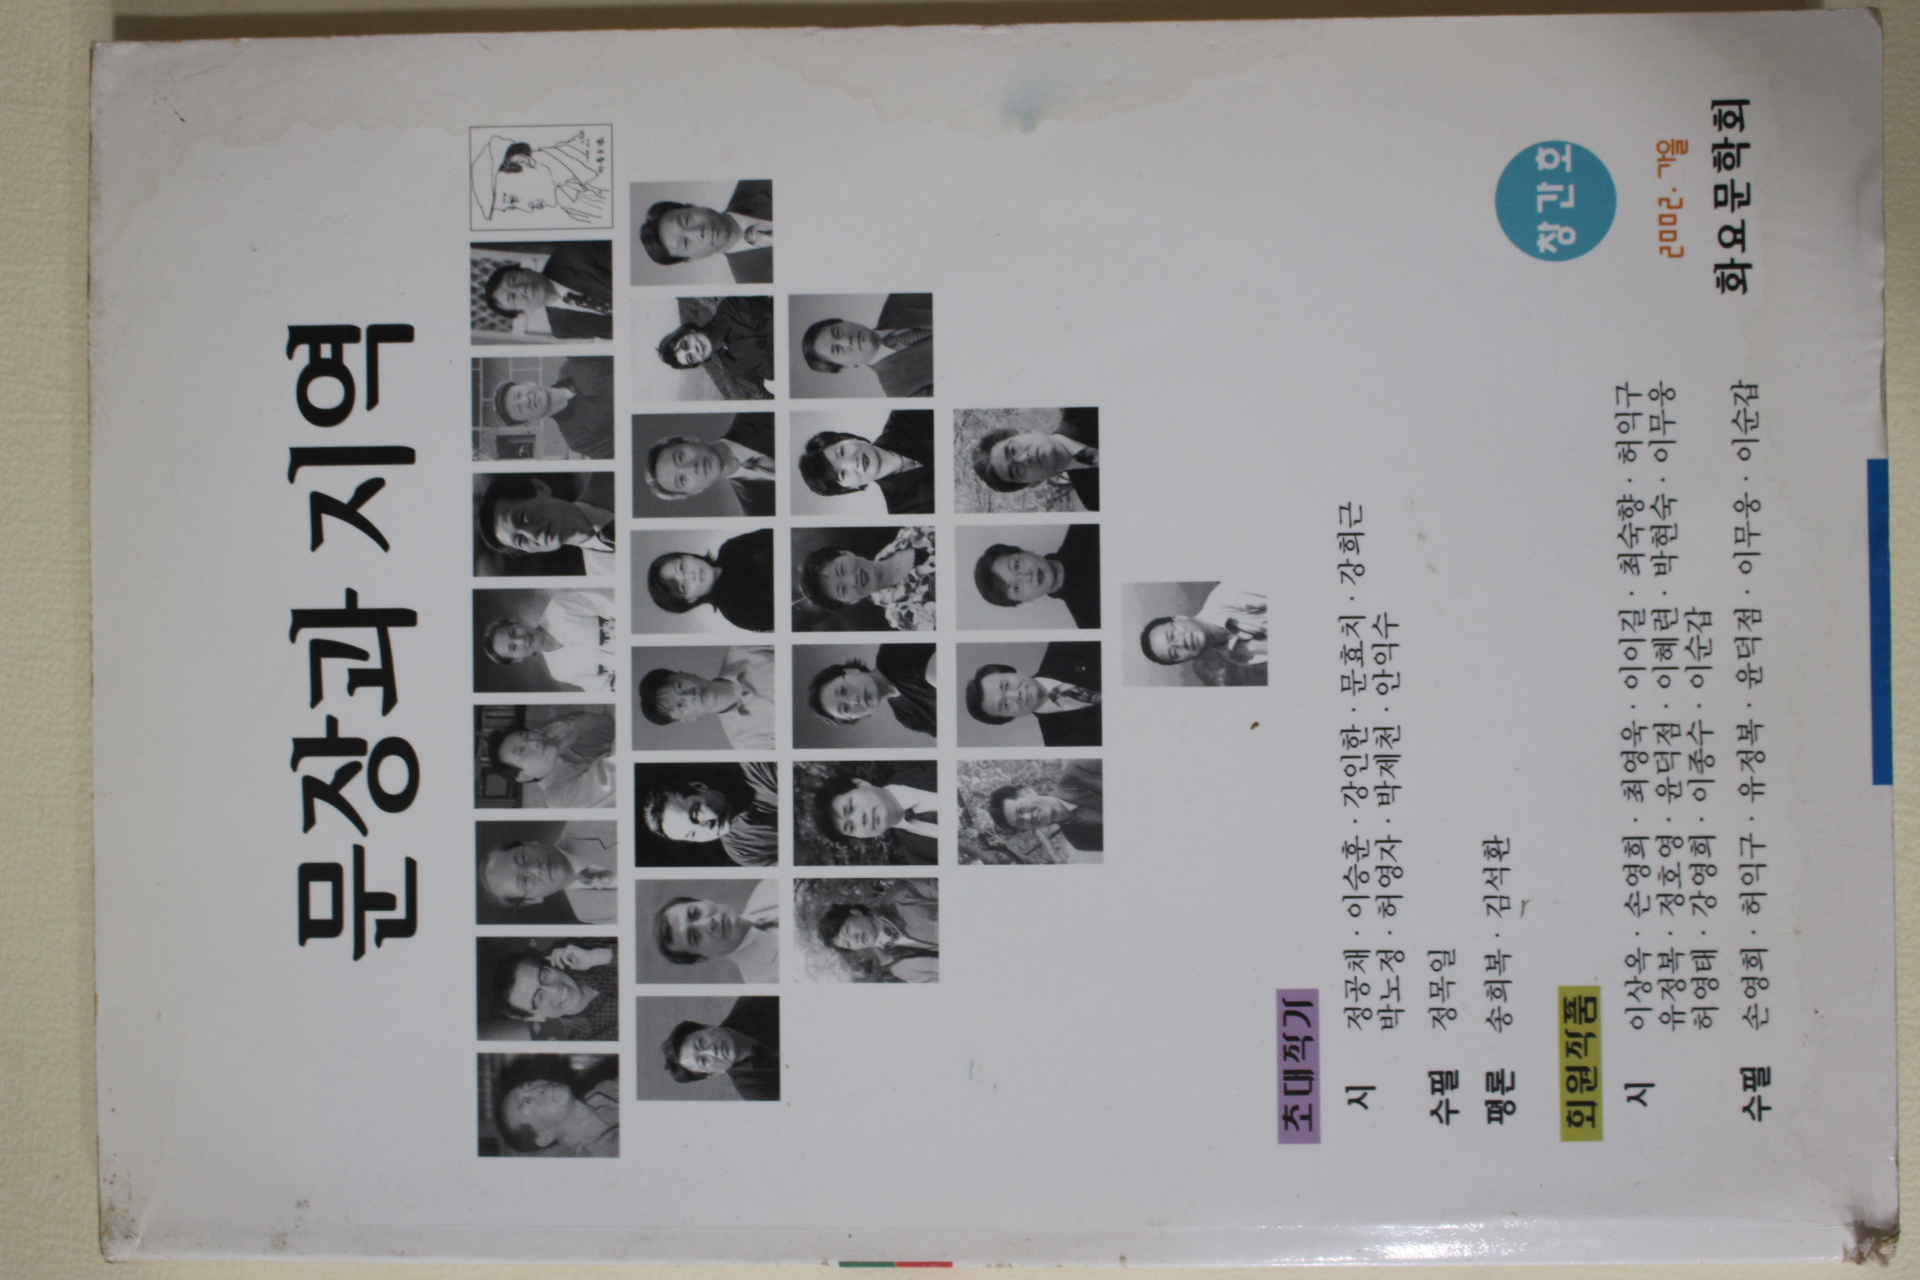 문장과 지역
초대작가
시 정공채 · 이승훈 · 강인한 · 문효치 · 강희근
박노정 · 허영자 · 박제천 · 안익수
수필 정목일
평론 송희복 · 김석환
회원작품
시 이상옥 · 손영희 · 최영욱 · 이이길 · 최숙향 · 허익구
유정복 · 정호영 · 윤덕점 · 이혜련 · 박현숙 · 이무웅
허영태 · 강영희 · 이종수 · 이순갑
수필 손영희 · 허익구 · 유정복 · 윤덕점 · 이무웅 · 이순갑
창간호
2002. 가을
화요문학회